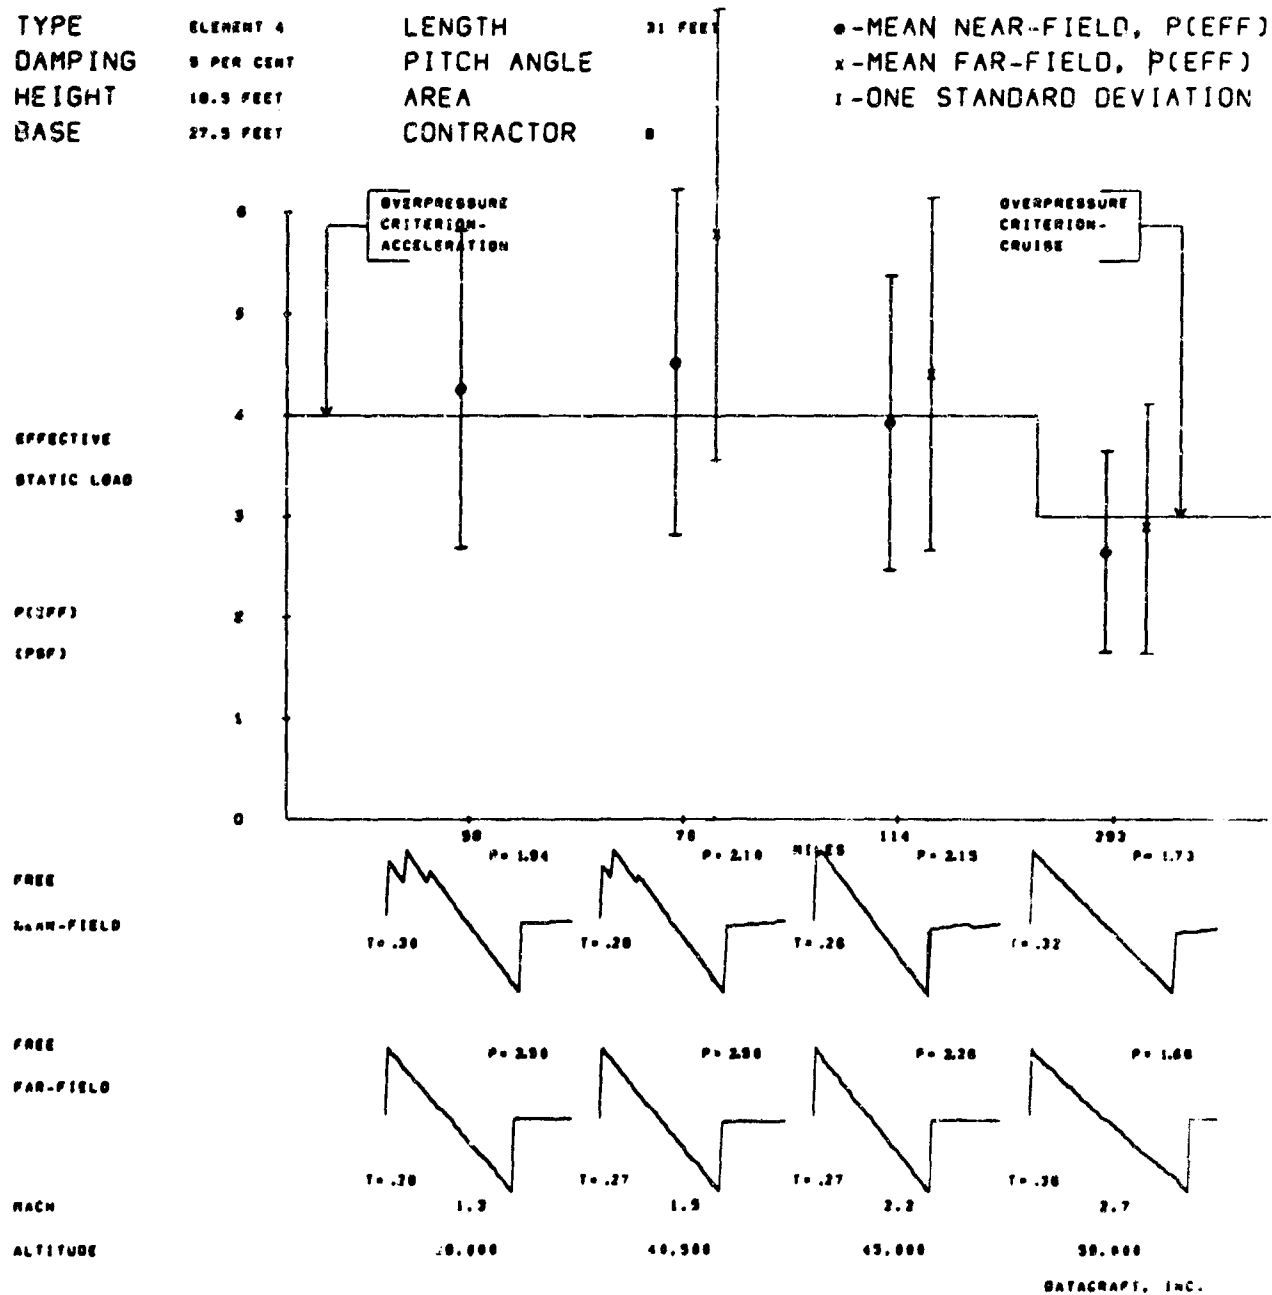 TYPE ELEMENT 4 LENGTH 31 FEET •-MEAN NEAR-FIELD, P(EFF)
DAMPING 5 PER CENT PITCH ANGLE x-MEAN FAR-FIELD, P(EFF)
HEIGHT 10.5 FEET AREA I-ONE STANDARD DEVIATION
BASE 27.5 FEET CONTRACTOR B
OVERPRESSURE
CRITERION-
ACCELERATION
OVERPRESSURE
CRITERION-
CRUISE
6
5
4
EFFECTIVE
STATIC LOAD
3
P(EFF) 2
(PSF)
1
0
70 114 293
MILES
P= 1.94 P= 2.10 P= 2.15 P= 1.73
FREE
-FIELD
T= .30 T= .28 T= .26 T= .32
FREE
P= 2.90 P= 2.50 P= 2.26 P= 1.66
FAR-FIELD
T= .28 T= .27 T= .27 T= .36
MACH 1.3 1.5 2.2 2.7
ALTITUDE 40,500 45,000
DATACRAFT, INC.